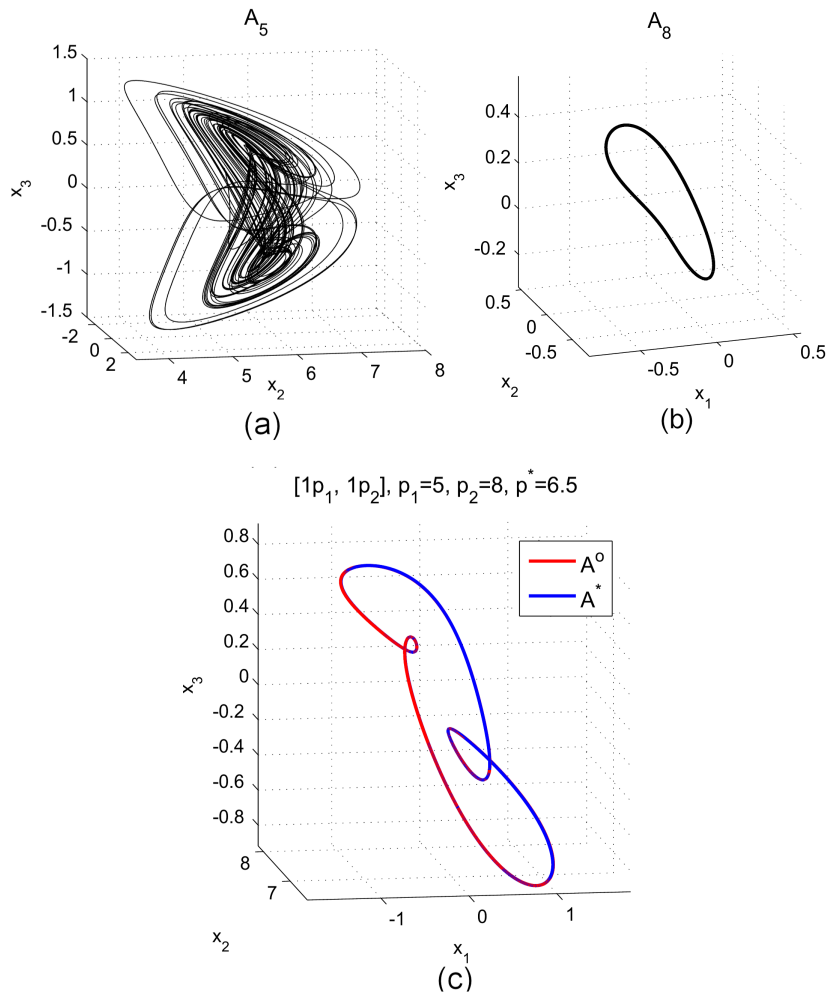 A5
A8
1.5
1
0.5
0
-0.5
-1
-1.5
x3
-2
0
2
4
5
6
7
8
x2
(a)
0.4
0.2
0
-0.2
x3
0.5
0
-0.5
x2
-0.5
0
0.5
x1
(b)
[1p1, 1p2], p1=5, p2=8, p*=6.5
0.8
0.6
0.4
0.2
0
-0.2
-0.4
-0.6
-0.8
x3
8
7
x2
-1
0
1
x1
A°
A*
(c)